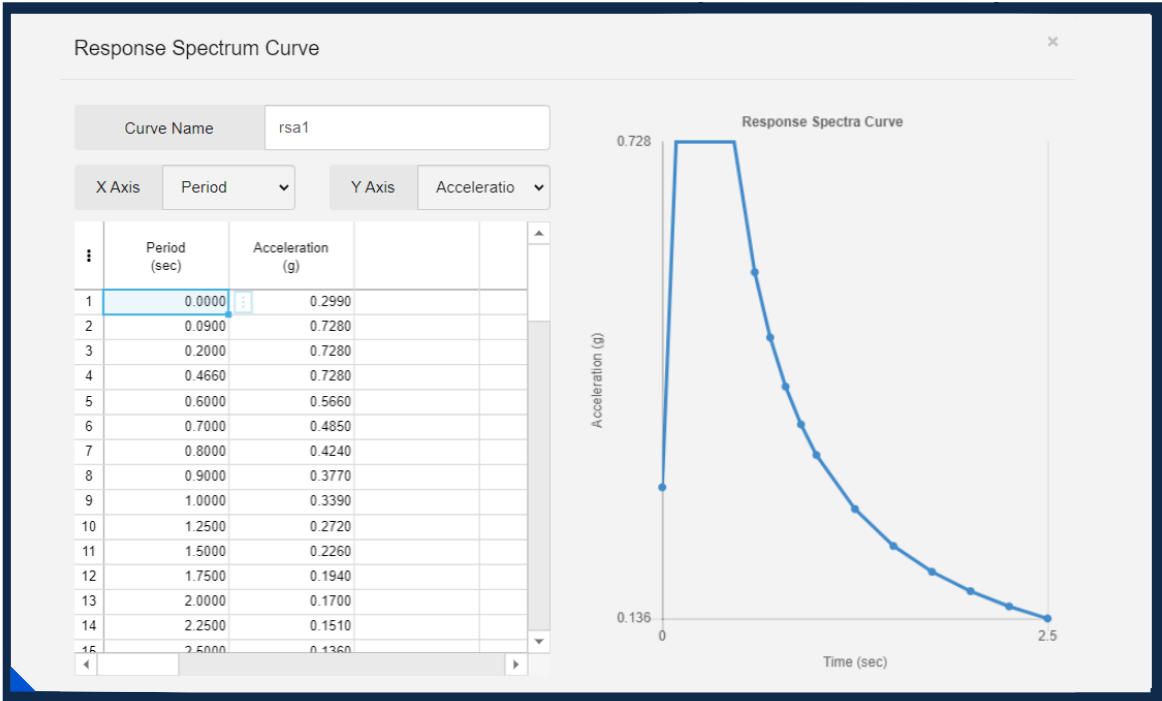 Response Spectrum Curve
×
Curve Name rsa1
X Axis Period Y Axis Acceleratio
Period (sec) Acceleration (g)
1 0.0000 0.2990
2 0.0900 0.7280
3 0.2000 0.7280
4 0.4660 0.7280
5 0.6000 0.5660
6 0.7000 0.4850
7 0.8000 0.4240
8 0.9000 0.3770
9 1.0000 0.3390
10 1.2500 0.2720
11 1.5000 0.2260
12 1.7500 0.1940
13 2.0000 0.1700
14 2.2500 0.1510
15 2.5000 0.1360
Response Spectra Curve
0.728
Acceleration (g)
0.136
0 2.5
Time (sec)